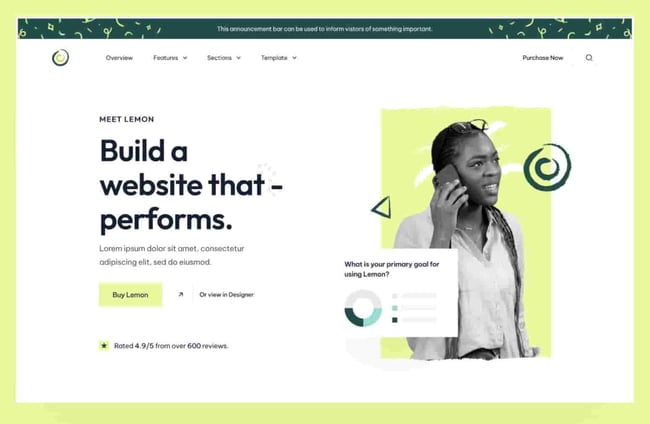 This announcement bar can be used to inform vistors of something important.
Overview Features Sections Template Purchase Now
MEET LEMON
Build a
website that -
performs.
Lorem ipsum dolor sit amet, consectetur
adipiscing elit, sed do eiusmod.
Buy Lemon Or view in Designer
Rated 4.9/5 from over 600 reviews.
What is your primary goal for
using Lemon?